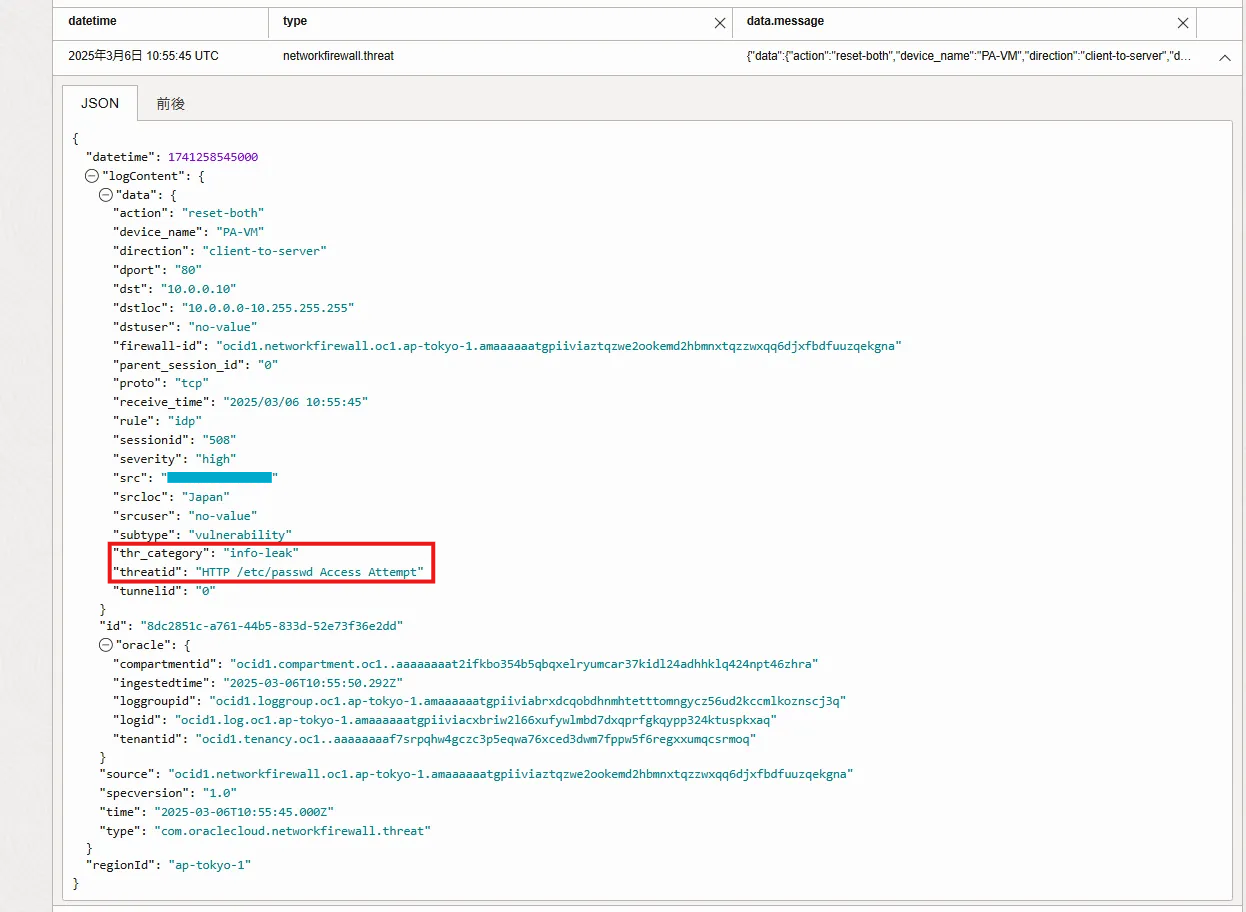 datetime type data.message
2025年3月6日 10:55:45 UTC networkfirewall.threat {"data":{"action":"reset-both","device_name":"PA-VM","direction":"client-to-server","d...
JSON 前後
{
"datetime": 1741258545000
"logContent": {
"data": {
"action": "reset-both"
"device_name": "PA-VM"
"direction": "client-to-server"
"dport": "80"
"dst": "10.0.0.10"
"dstloc": "10.0.0.0-10.255.255.255"
"dstuser": "no-value"
"firewall-id": "ocid1.networkfirewall.oc1.ap-tokyo-1.amaaaaaatgpiiviaztqzwe2ookemd2hbmnxtqzzwxqq6djxfbdfuuzqekgna"
"parent_session_id": "0"
"proto": "tcp"
"receive_time": "2025/03/06 10:55:45"
"rule": "idp"
"sessionid": "508"
"severity": "high"
"src": " "
"srcloc": "Japan"
"srcuser": "no-value"
"subtype": "vulnerability"
"thr_category": "info-leak"
"threatid": "HTTP /etc/passwd Access Attempt"
"tunnelid": "0"
}
"id": "8dc2851c-a761-44b5-833d-52e73f36e2dd"
"oracle": {
"compartmentid": "ocid1.compartment.oc1..aaaaaaaat2ifkbo354b5qbqxelryumcar37kidl24adhhklq424npt46zhra"
"ingestedtime": "2025-03-06T10:55:50.292Z"
"loggroupid": "ocid1.loggroup.oc1.ap-tokyo-1.amaaaaaatgpiiviabrxdcqobdhnmhtetttomngycz56ud2kccmlkoznscj3q"
"logid": "ocid1.log.oc1.ap-tokyo-1.amaaaaaatgpiiviacxbriw2l66xufywlmbd7dxqprfgkqypp324ktuspkxaq"
"tenantid": "ocid1.tenancy.oc1..aaaaaaaaf7srpqhw4gczc3p5eqwa76xced3dwm7fppw5f6regxxumqcsrmoq"
}
"source": "ocid1.networkfirewall.oc1.ap-tokyo-1.amaaaaaatgpiiviaztqzwe2ookemd2hbmnxtqzzwxqq6djxfbdfuuzqekgna"
"specversion": "1.0"
"time": "2025-03-06T10:55:45.000Z"
"type": "com.oraclecloud.networkfirewall.threat"
}
"regionId": "ap-tokyo-1"
}